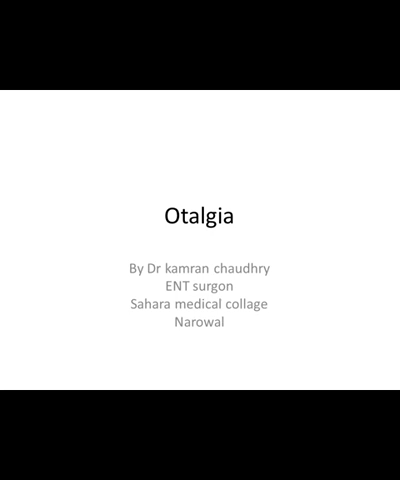 Otalgia
By Dr kamran chaudhry
ENT surgon
Sahara medical collage
Narowal